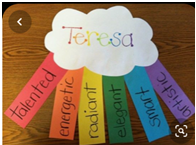 Teresa
talented
energetic
radiant
elegant
smart
artistic